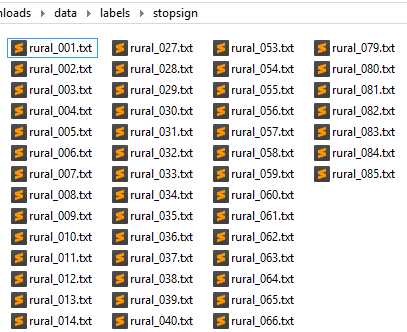 nloads > data > labels > stopsign
rural_001.txt
rural_002.txt
rural_003.txt
rural_004.txt
rural_005.txt
rural_006.txt
rural_007.txt
rural_008.txt
rural_009.txt
rural_010.txt
rural_011.txt
rural_012.txt
rural_013.txt
rural_014.txt
rural_027.txt
rural_028.txt
rural_029.txt
rural_030.txt
rural_031.txt
rural_032.txt
rural_033.txt
rural_034.txt
rural_035.txt
rural_036.txt
rural_037.txt
rural_038.txt
rural_039.txt
rural_040.txt
rural_053.txt
rural_054.txt
rural_055.txt
rural_056.txt
rural_057.txt
rural_058.txt
rural_059.txt
rural_060.txt
rural_061.txt
rural_062.txt
rural_063.txt
rural_064.txt
rural_065.txt
rural_066.txt
rural_079.txt
rural_080.txt
rural_081.txt
rural_082.txt
rural_083.txt
rural_084.txt
rural_085.txt